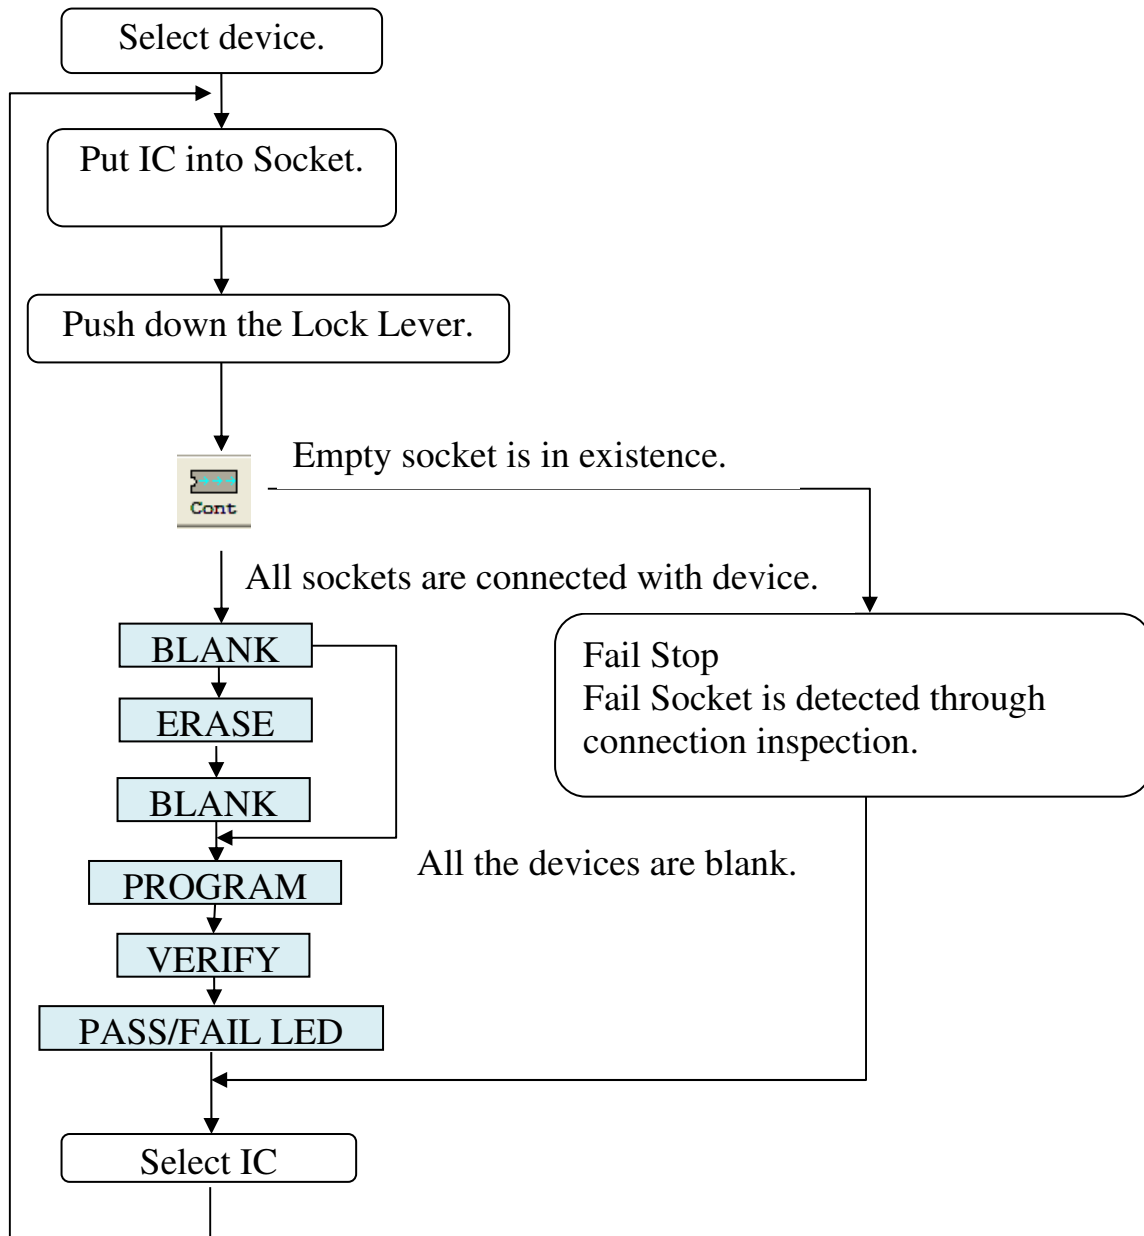 Select device.
Put IC into Socket.
Push down the Lock Lever.
Empty socket is in existence.
Cont
All sockets are connected with device.
BLANK
ERASE
BLANK
Fail Stop
Fail Socket is detected through
connection inspection.
All the devices are blank.
PROGRAM
VERIFY
PASS/FAIL LED
Select IC